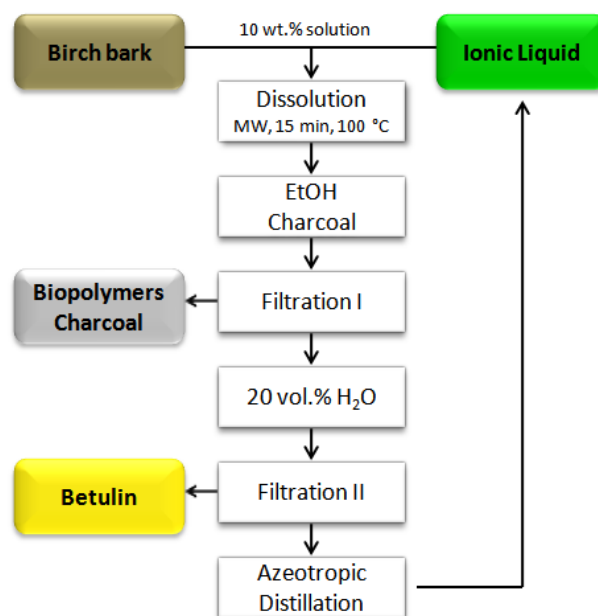 10 wt.% solution
Birch bark
Ionic Liquid
Dissolution
MW, 15 min, 100 °C
EtOH
Charcoal
Biopolymers
Charcoal
Filtration I
20 vol.% H₂O
Betulin
Filtration II
Azeotropic
Distillation